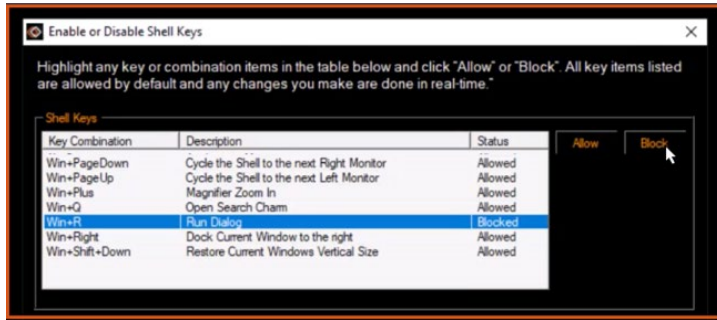 Enable or Disable Shell Keys
Highlight any key or combination items in the table below and click "Allow" or "Block". All key items listed
are allowed by default and any changes you make are done in real-time."
Shell Keys
Key Combination Description Status
Win+PageDown Cycle the Shell to the next Right Monitor Allowed
Win+PageUp Cycle the Shell to the next Left Monitor Allowed
Win+Plus Magnifier Zoom In Allowed
Win+Q Open Search Charm Allowed
Win+R Run Dialog Blocked
Win+Right Dock Current Window to the right Allowed
Win+Shift+Down Restore Current Windows Vertical Size Allowed
Allow Block